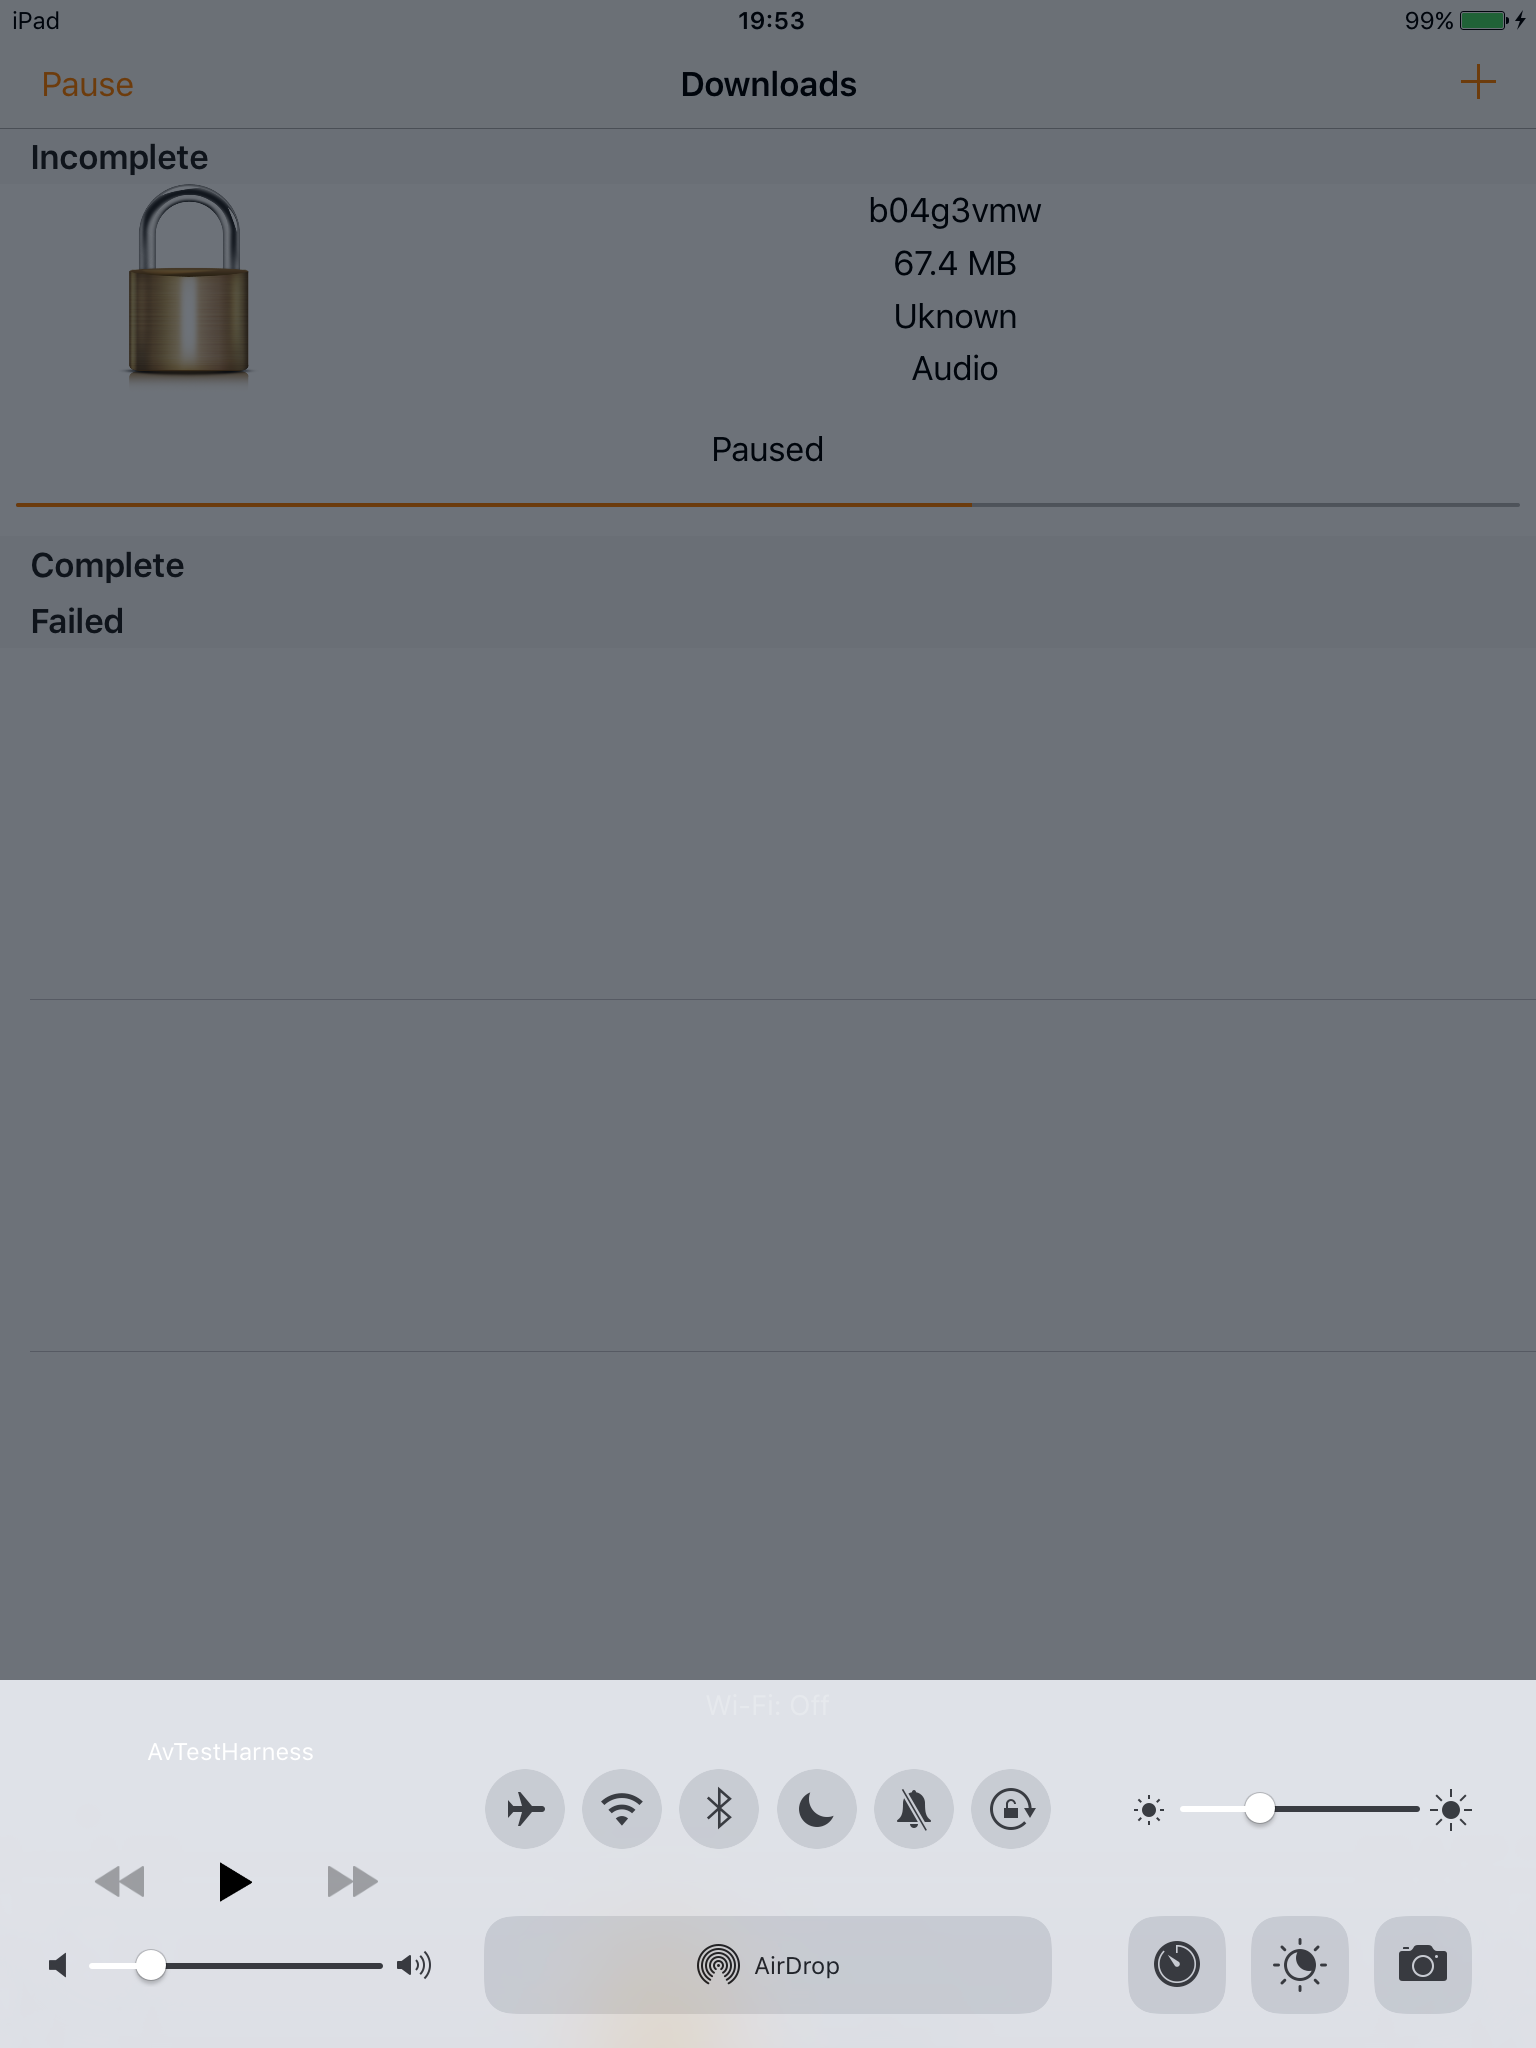 iPad 19:53 99%
Pause Downloads
Incomplete
b04g3vmw
67.4 MB
Uknown
Audio
Paused
Complete
Failed
Wi-Fi: Off
AvTestHarness
AirDrop